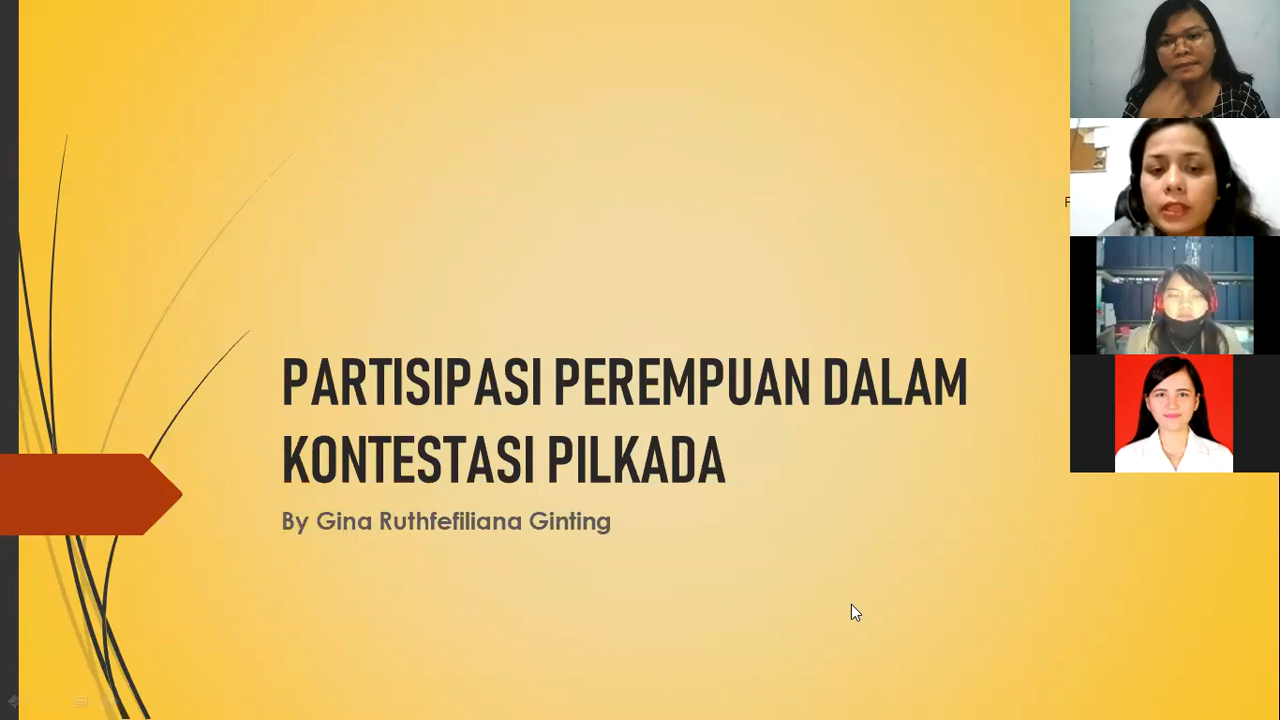 PARTISIPASI PEREMPUAN DALAM
KONTESTASI PILKADA
By Gina Ruthfefiliana Ginting